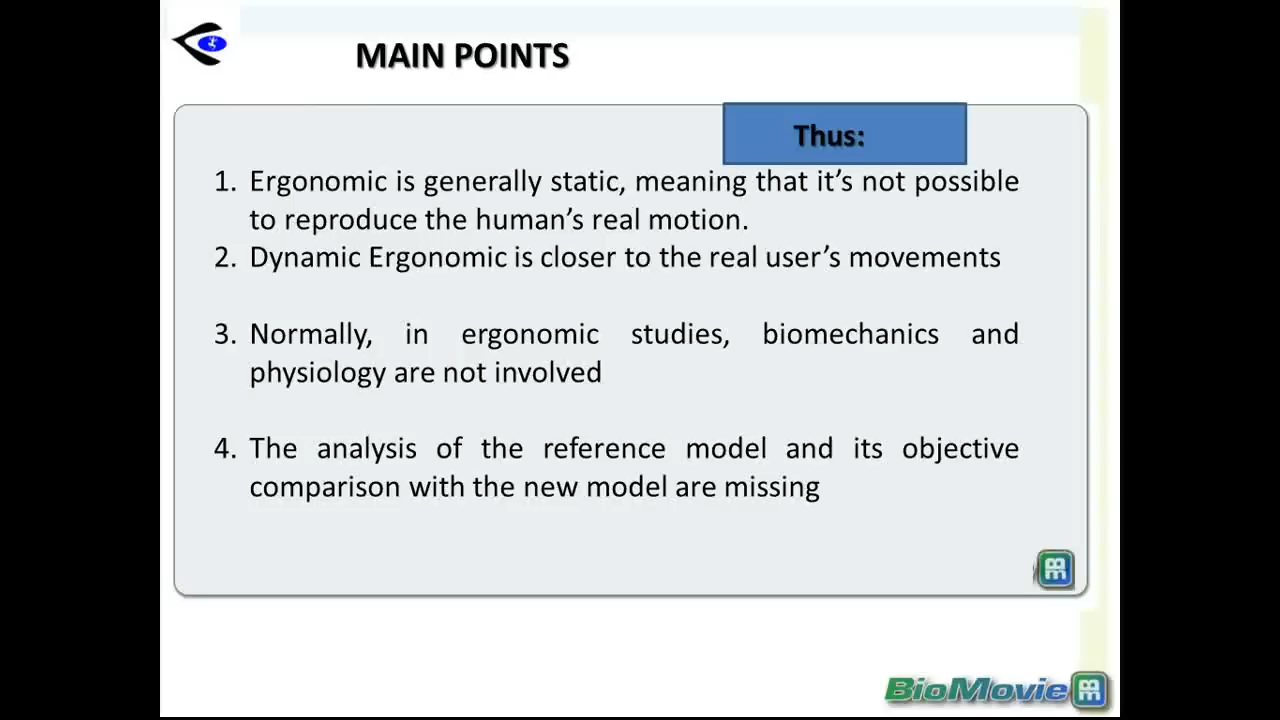 MAIN POINTS
Thus:
1. Ergonomic is generally static, meaning that it's not possible
to reproduce the human's real motion.
2. Dynamic Ergonomic is closer to the real user's movements
3. Normally, in ergonomic studies, biomechanics and
physiology are not involved
4. The analysis of the reference model and its objective
comparison with the new model are missing
BM
BioMovie BM